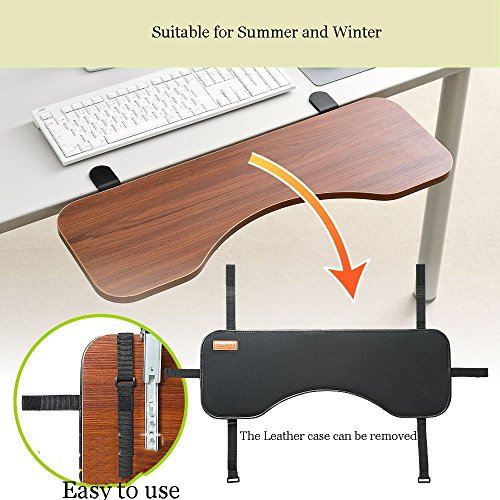 Suitable for Summer and Winter
The Leather case can be removed
Easy to use